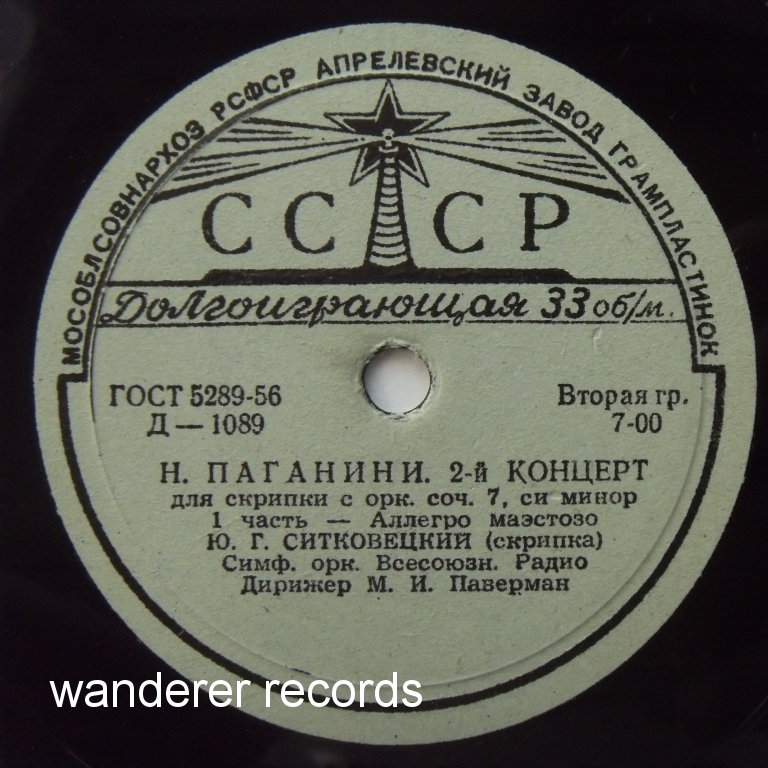 МОСОБЛСОВНАРХОЗ РСФСР АПРЕЛЕВСКИЙ ЗАВОД ГРАМПЛАСТИНОК
СССР
Долгоиграющая 33 об/м.
ГОСТ 5289-56
Д — 1089
Вторая гр.
7-00
Н. ПАГАНИНИ. 2-й КОНЦЕРТ
для скрипки с орк. соч. 7, си минор
1 часть — Аллегро маэстозо
Ю. Г. СИТКОВЕЦКИЙ (скрипка)
Симф. орк. Всесоюзн. Радио
Дирижер М. И. Паверман
wanderer records